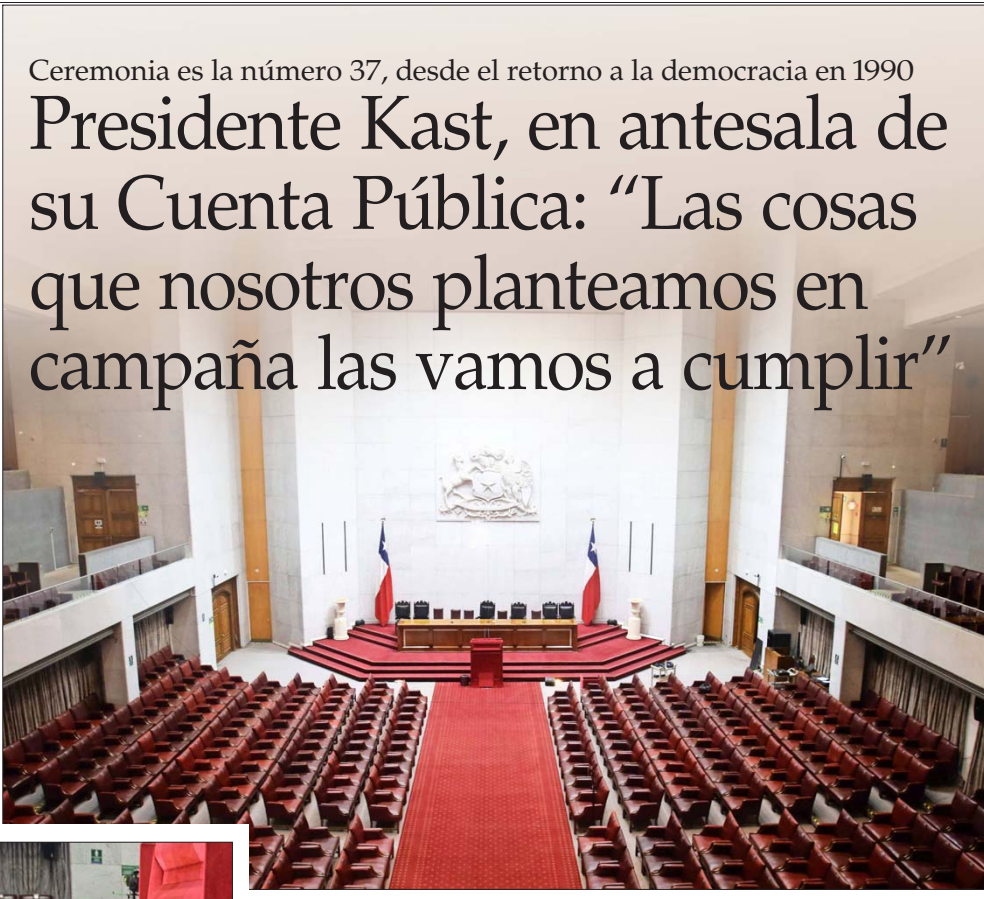 Ceremonia es la número 37, desde el retorno a la democracia en 1990
Presidente Kast, en antesala de
su Cuenta Pública: “Las cosas
que nosotros planteamos en
campaña las vamos a cumplir”